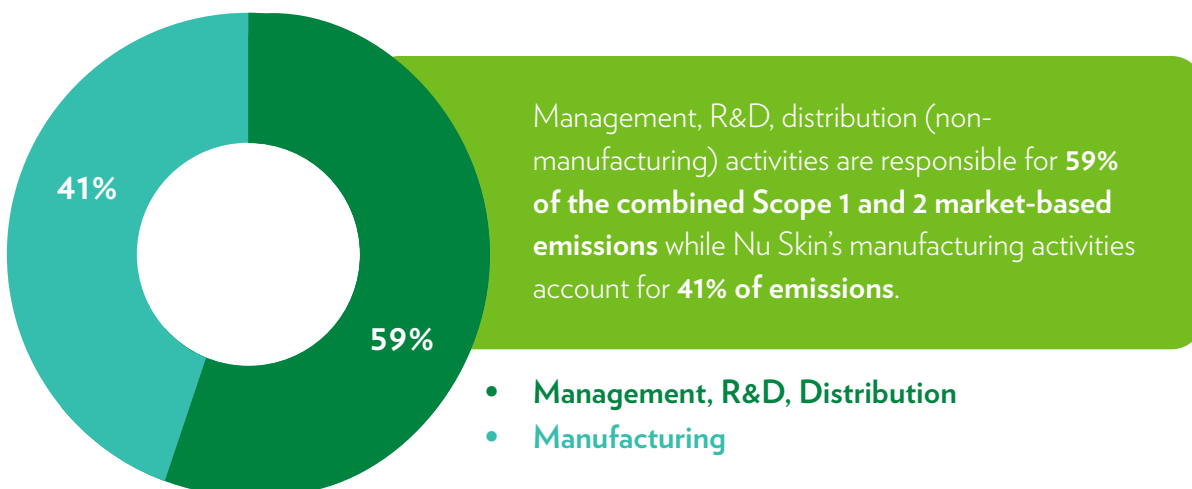 41%
59%
Management, R&D, distribution (non-
manufacturing) activities are responsible for 59%
of the combined Scope 1 and 2 market-based
emissions while Nu Skin's manufacturing activities
account for 41% of emissions.
• Management, R&D, Distribution
• Manufacturing